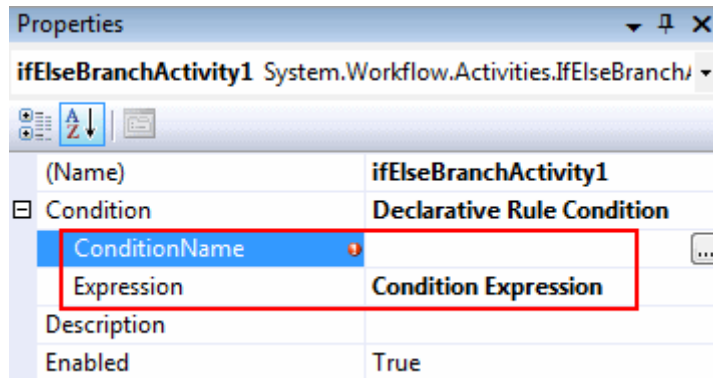 Properties
ifElseBranchActivity1 System.Workflow.Activities.IfElseBranchA
A
Z
(Name) ifElseBranchActivity1
Condition Declarative Rule Condition
ConditionName ...
Expression Condition Expression
Description
Enabled True